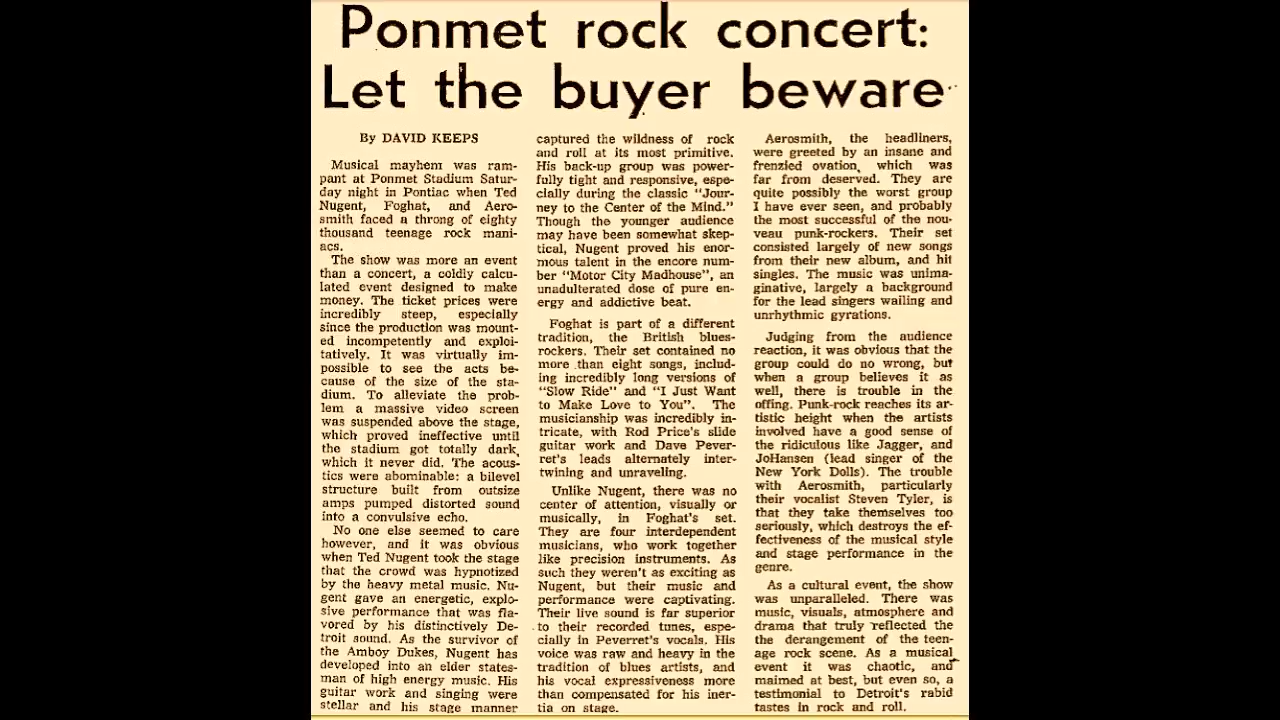 Ponmet rock concert:
Let the buyer beware
By DAVID KEEPS
Musical mayhem was ram-
pant at Ponmet Stadium Satur-
day night in Pontiac when Ted
Nugent, Foghat, and Aero-
smith faced a throng of eighty
thousand teenage rock mani-
acs.
The show was more an event
than a concert, a coldly calcu-
lated event designed to make
money. The ticket prices were
incredibly steep, especially
since the production was mount-
ed incompetently and exploi-
tatively. It was virtually im-
possible to see the acts be-
cause of the size of the sta-
dium. To alleviate the prob-
lem a massive video screen
was suspended above the stage,
which proved ineffective until
the stadium got totally dark,
which it never did. The acous-
tics were abominable: a bilevel
structure built from outsize
amps pumped distorted sound
into a convulsive echo.
No one else seemed to care
however, and it was obvious
when Ted Nugent took the stage
that the crowd was hypnotized
by the heavy metal music. Nu-
gent gave an energetic, explo-
sive performance that was fla-
vored by his distinctively De-
troit sound. As the survivor of
the Amboy Dukes, Nugent has
developed into an elder states-
man of high energy music. His
guitar work and singing were
stellar and his stage manner
captured the wildness of rock
and roll at its most primitive.
His back-up group was power-
fully tight and responsive, espe-
cially during the classic "Jour-
ney to the Center of the Mind."
Though the younger audience
may have been somewhat skep-
tical, Nugent proved his enor-
mous talent in the encore num-
ber "Motor City Madhouse", an
unadulterated dose of pure en-
ergy and addictive beat.
Foghat is part of a different
tradition, the British blues-
rockers. Their set contained no
more than eight songs, includ-
ing incredibly long versions of
"Slow Ride" and "I Just Want
to Make Love to You". The
musicianship was incredibly in-
tricate, with Rod Price's slide
guitar work and Dave Pever-
ret's leads alternately inter-
twining and unraveling.
Unlike Nugent, there was no
center of attention, visually or
musically, in Foghat's set.
They are four interdependent
musicians, who work together
like precision instruments. As
such they weren't as exciting as
Nugent, but their music and
performance were captivating.
Their live sound is far superior
to their recorded tunes, espe-
cially in Peverret's vocals. His
voice was raw and heavy in the
tradition of blues artists, and
his vocal expressiveness more
than compensated for his iner-
tia on stage.
Aerosmith, the headliners,
were greeted by an insane and
frenzied ovation, which was
far from deserved. They are
quite possibly the worst group
I have ever seen, and probably
the most successful of the nou-
veau punk-rockers. Their set
consisted largely of new songs
from their new album, and hit
singles. The music was unima-
ginative, largely a background
for the lead singers wailing and
unrhythmic gyrations.
Judging from the audience
reaction, it was obvious that the
group could do no wrong, but
when a group believes it as
well, there is trouble in the
offing. Punk-rock reaches its ar-
tistic height when the artists
involved have a good sense of
the ridiculous like Jagger, and
JoHansen (lead singer of the
New York Dolls). The trouble
with Aerosmith, particularly
their vocalist Steven Tyler, is
that they take themselves too
seriously, which destroys the ef-
fectiveness of the musical style
and stage performance in the
genre.
As a cultural event, the show
was unparalleled. There was
music, visuals, atmosphere and
drama that truly reflected the
the derangement of the teen-
age rock scene. As a musical
event it was chaotic, and
maimed at best, but even so, a
testimonial to Detroit's rabid
tastes in rock and roll.